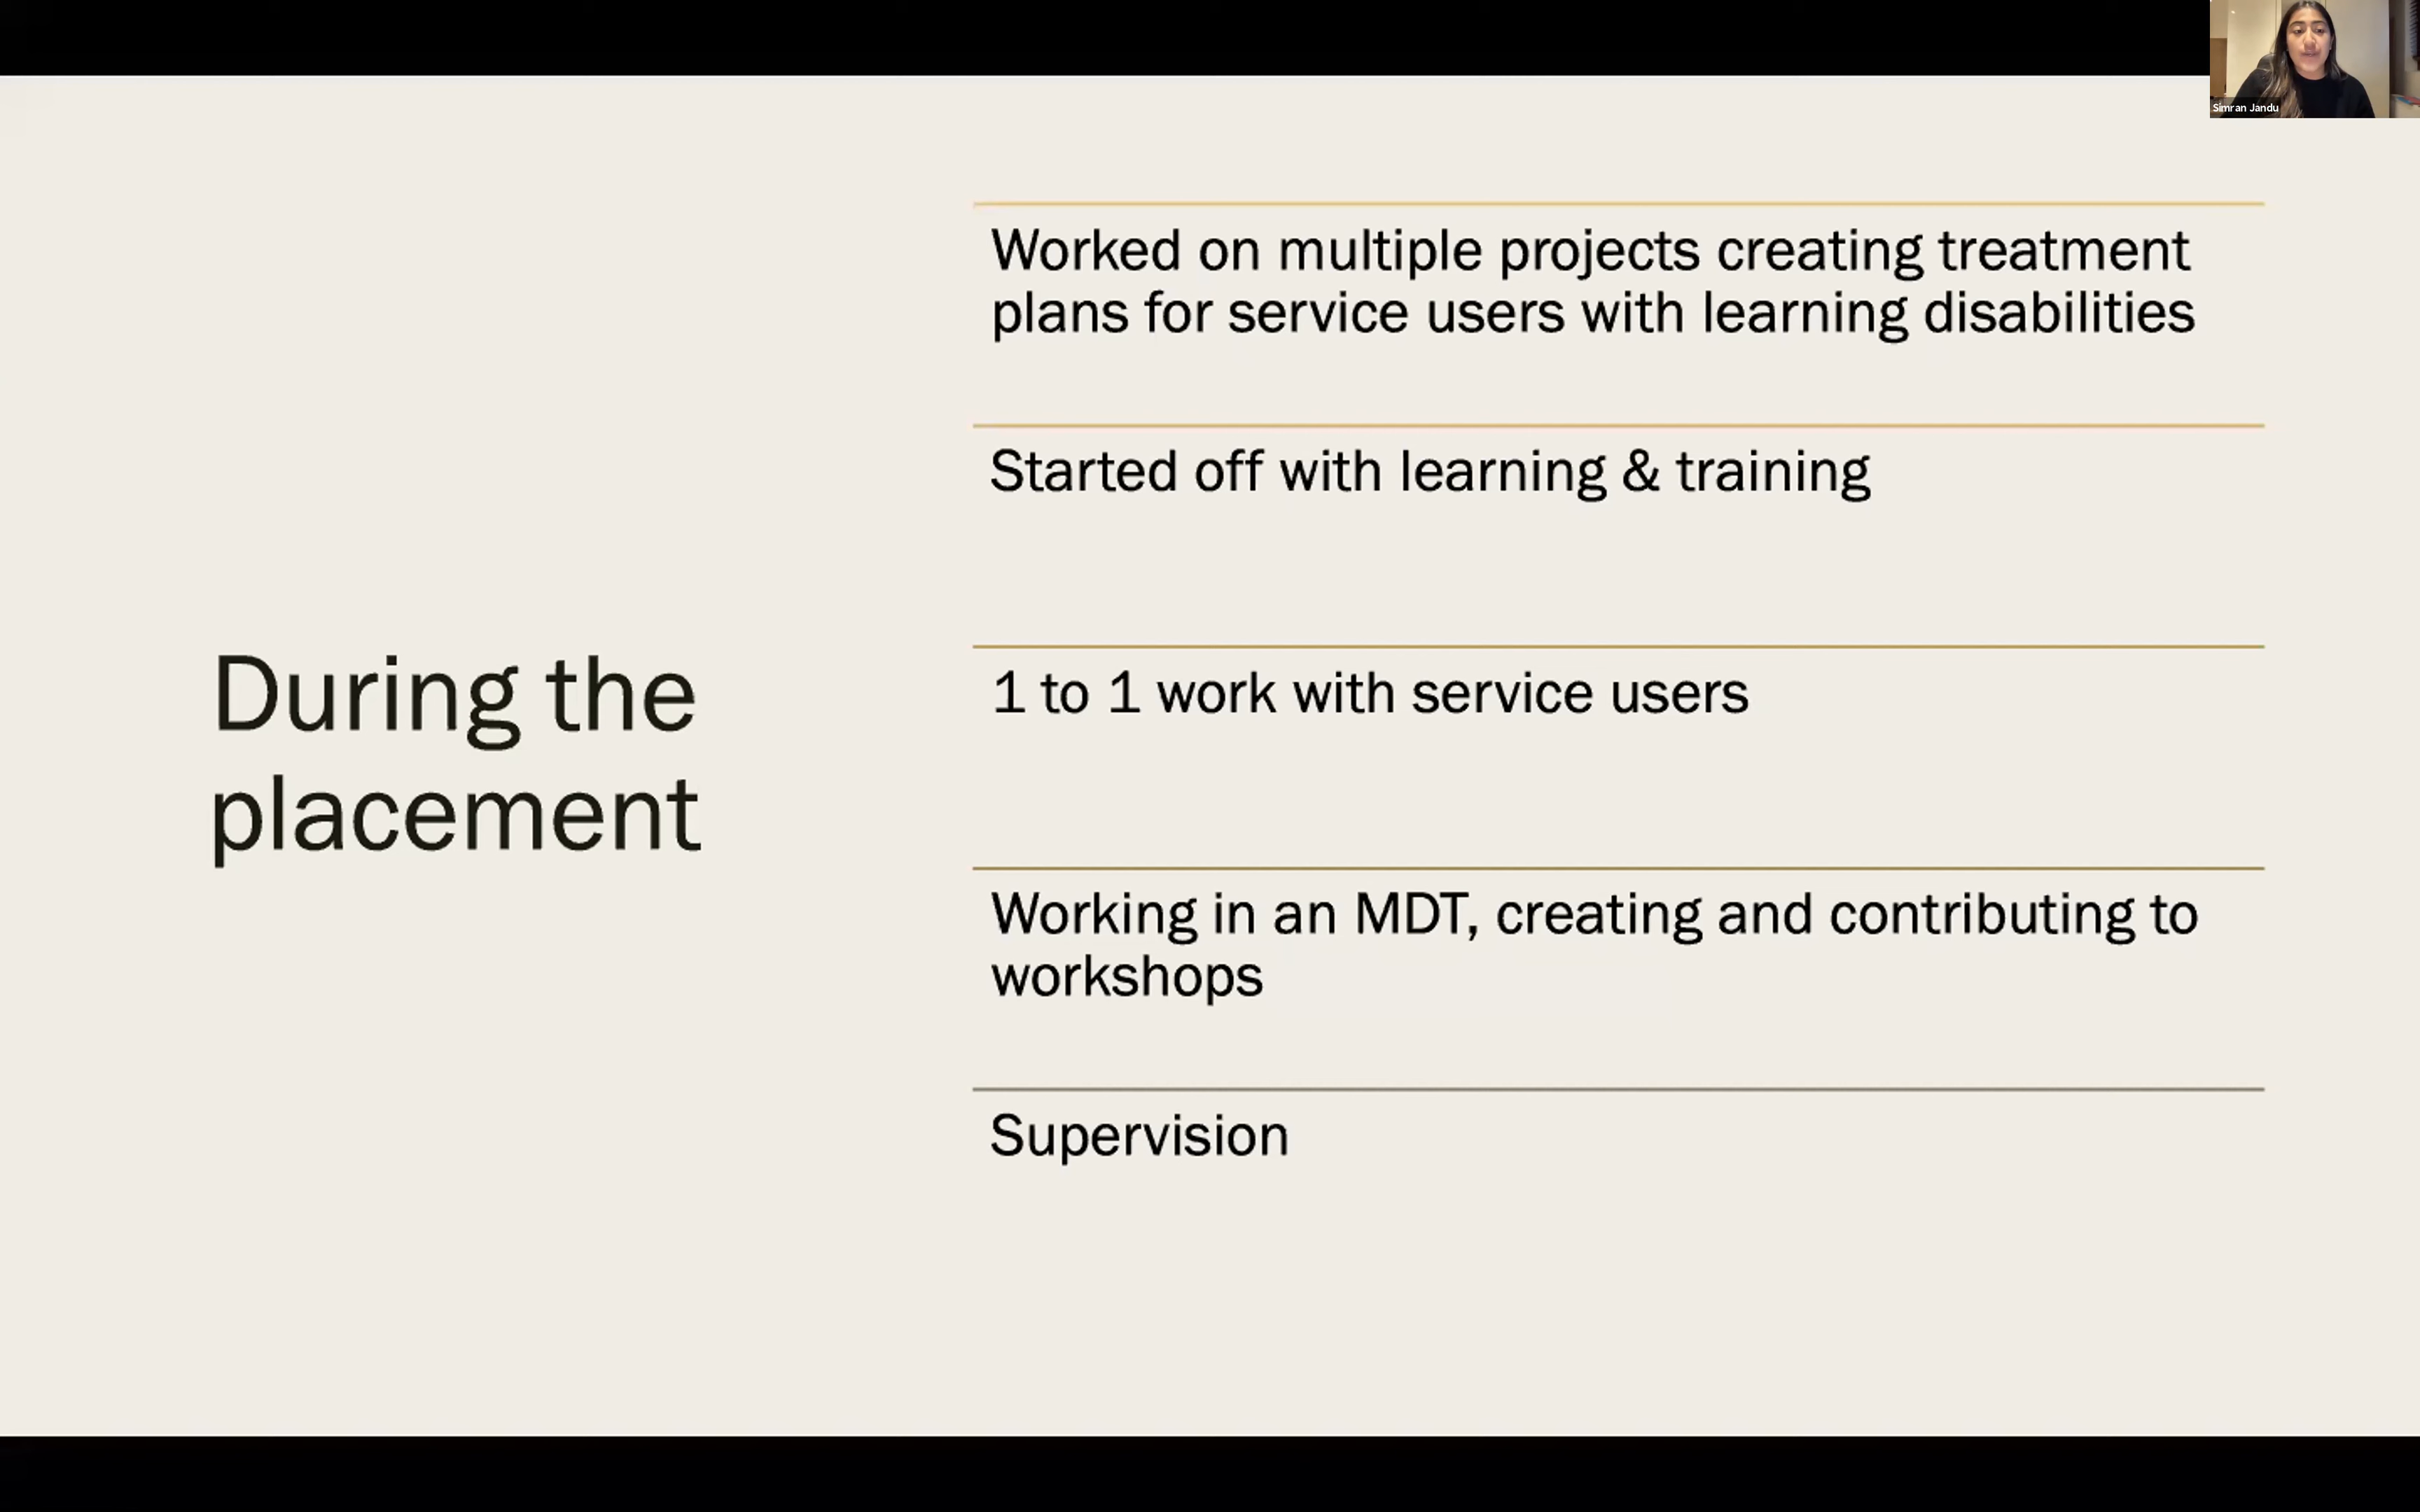 Simran Jandu
During the
placement
Worked on multiple projects creating treatment
plans for service users with learning disabilities
Started off with learning & training
1 to 1 work with service users
Working in an MDT, creating and contributing to
workshops
Supervision